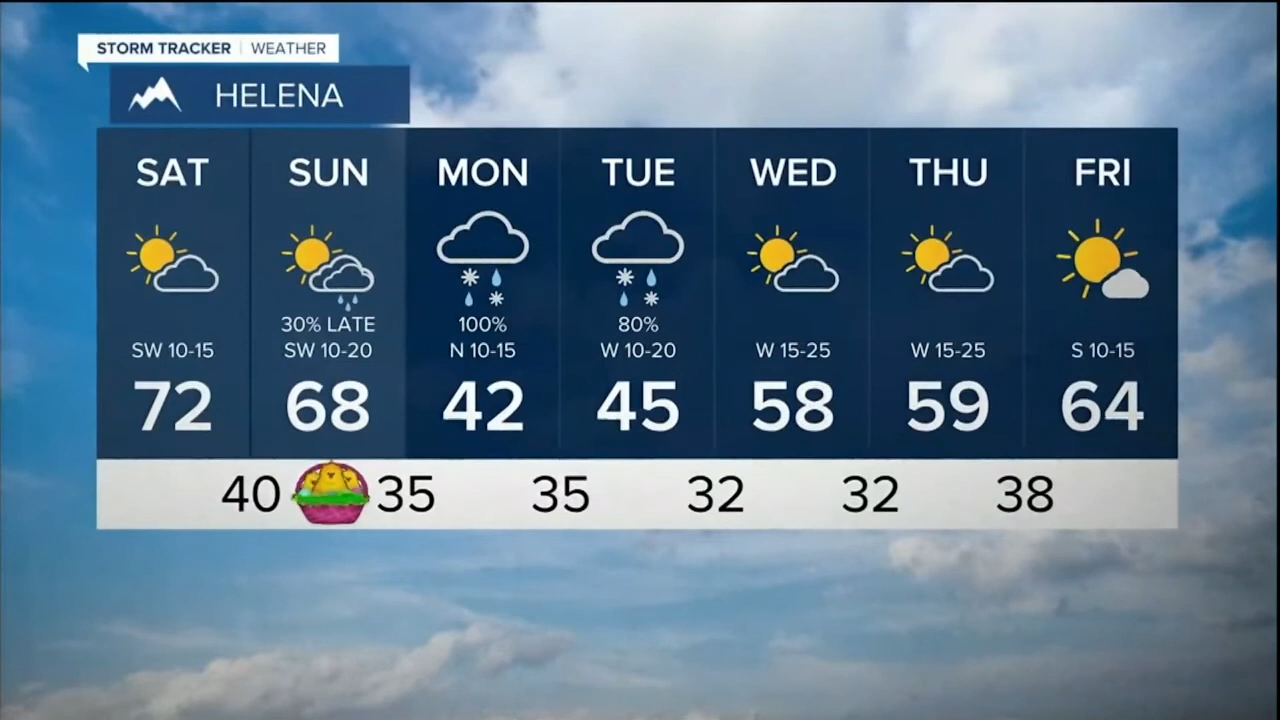 STORM TRACKER | WEATHER
HELENA
SAT SUN MON TUE WED THU FRI
30% LATE 100% 80%
SW 10-15 SW 10-20 N 10-15 W 10-20 W 15-25 W 15-25 S 10-15
72 68 42 45 58 59 64
40 35 35 32 32 38